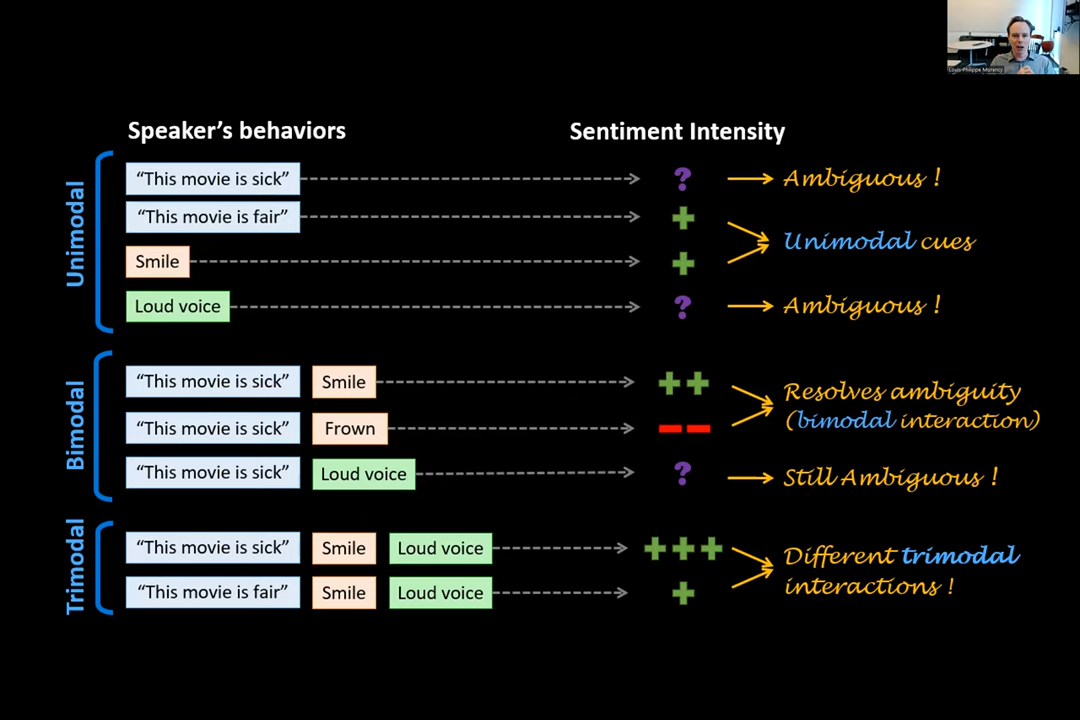 Louis-Philippe Morency
Speaker's behaviors
Sentiment Intensity
Unimodal
"This movie is sick"
?
Ambiguous !
"This movie is fair"
+
Unimodal cues
Smile
+
Loud voice
?
Ambiguous !
Bimodal
"This movie is sick" Smile
++
Resolves ambiguity
(bimodal interaction)
"This movie is sick" Frown
−−
"This movie is sick" Loud voice
?
Still Ambiguous !
Trimodal
"This movie is sick" Smile Loud voice
+++
Different trimodal
interactions !
"This movie is fair" Smile Loud voice
+